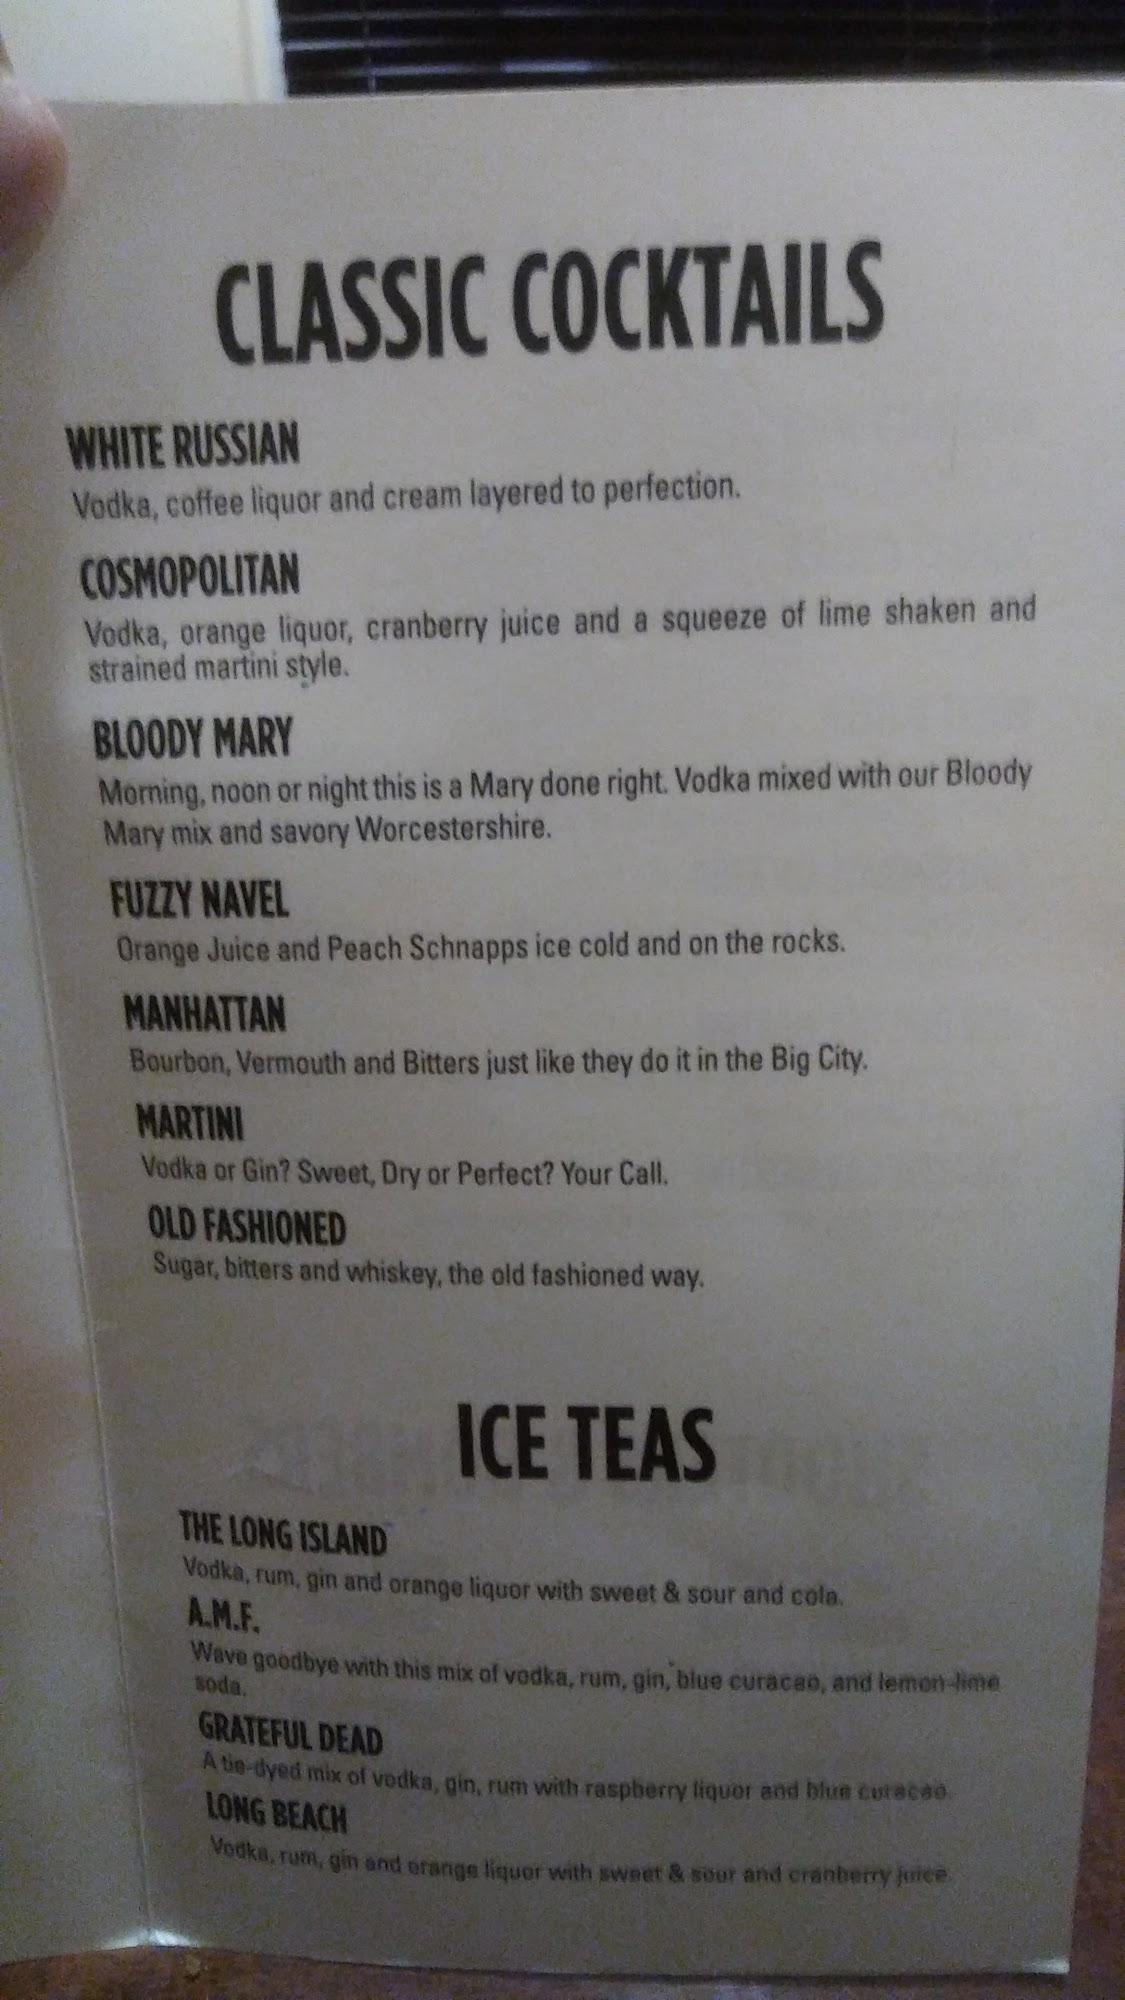 CLASSIC COCKTAILS
WHITE RUSSIAN
Vodka, coffee liquor and cream layered to perfection.
COSMOPOLITAN
Vodka, orange liquor, cranberry juice and a squeeze of lime shaken and
strained martini style.
BLOODY MARY
Morning, noon or night this is a Mary done right. Vodka mixed with our Bloody
Mary mix and savory Worcestershire.
FUZZY NAVEL
Orange Juice and Peach Schnapps ice cold and on the rocks.
MANHATTAN
Bourbon, Vermouth and Bitters just like they do it in the Big City.
MARTINI
Vodka or Gin? Sweet, Dry or Perfect? Your Call.
OLD FASHIONED
Sugar, bitters and whiskey, the old fashioned way.
ICE TEAS
THE LONG ISLAND
Vodka, rum, gin and orange liquor with sweet & sour and cola.
A.M.F.
Wave goodbye with this mix of vodka, rum, gin, blue curacao, and lemon-lime
soda.
GRATEFUL DEAD
A tie-dyed mix of vodka, gin, rum with raspberry liquor and blue curacao.
LONG BEACH
Vodka, rum, gin and orange liquor with sweet & sour and cranberry juice.